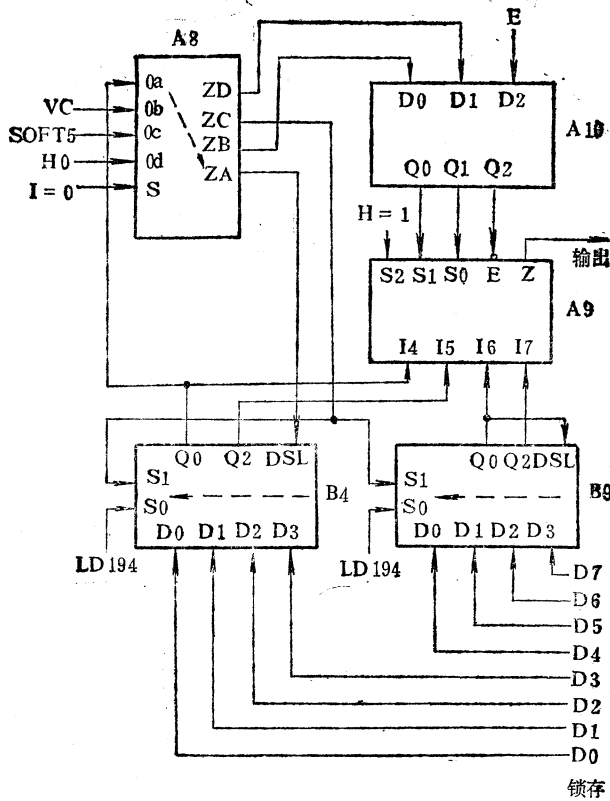 A8
E
0a
ZD
D0 D1 D2
VC
0b
ZC
A10
SOFT5
0c
ZB
H0
0d
ZA
Q0 Q1 Q2
I=0
S
H=1
输出
S2 S1 S0 E Z
A9
I4 I5 I6 I7
Q0 Q2 DSL
Q0 Q2 DSL
S1
S1
B4
B9
S0
S0
D0 D1 D2 D3
D0 D1 D2 D3
LD194
LD194
D7
D6
D5
D4
D3
D2
D1
D0
锁存